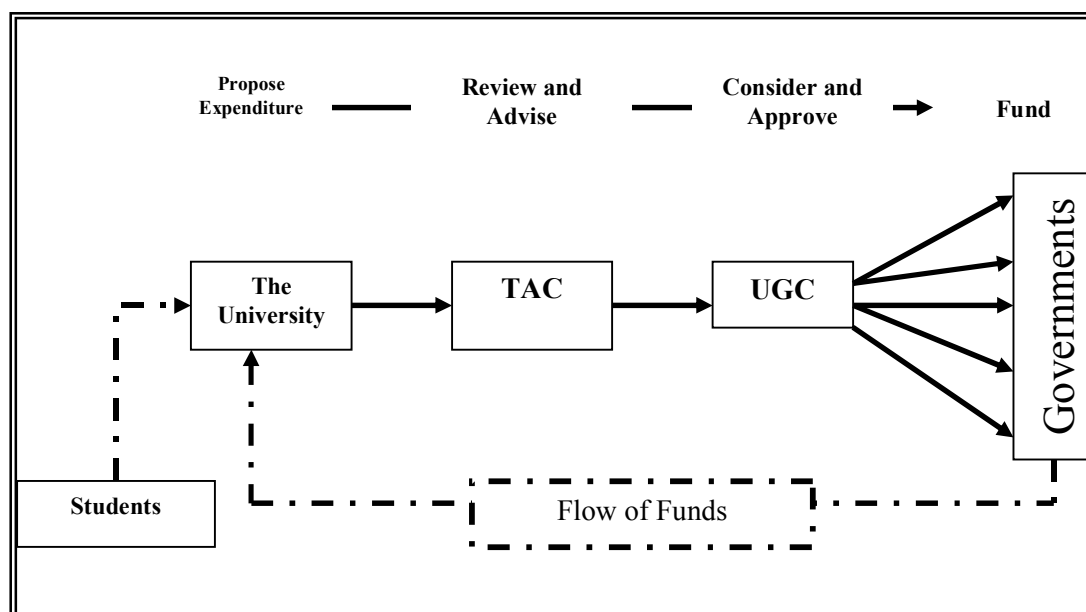 Propose
Expenditure
Review and
Advise
Consider and
Approve
Fund
The
University
TAC
UGC
Governments
Students
Flow of Funds